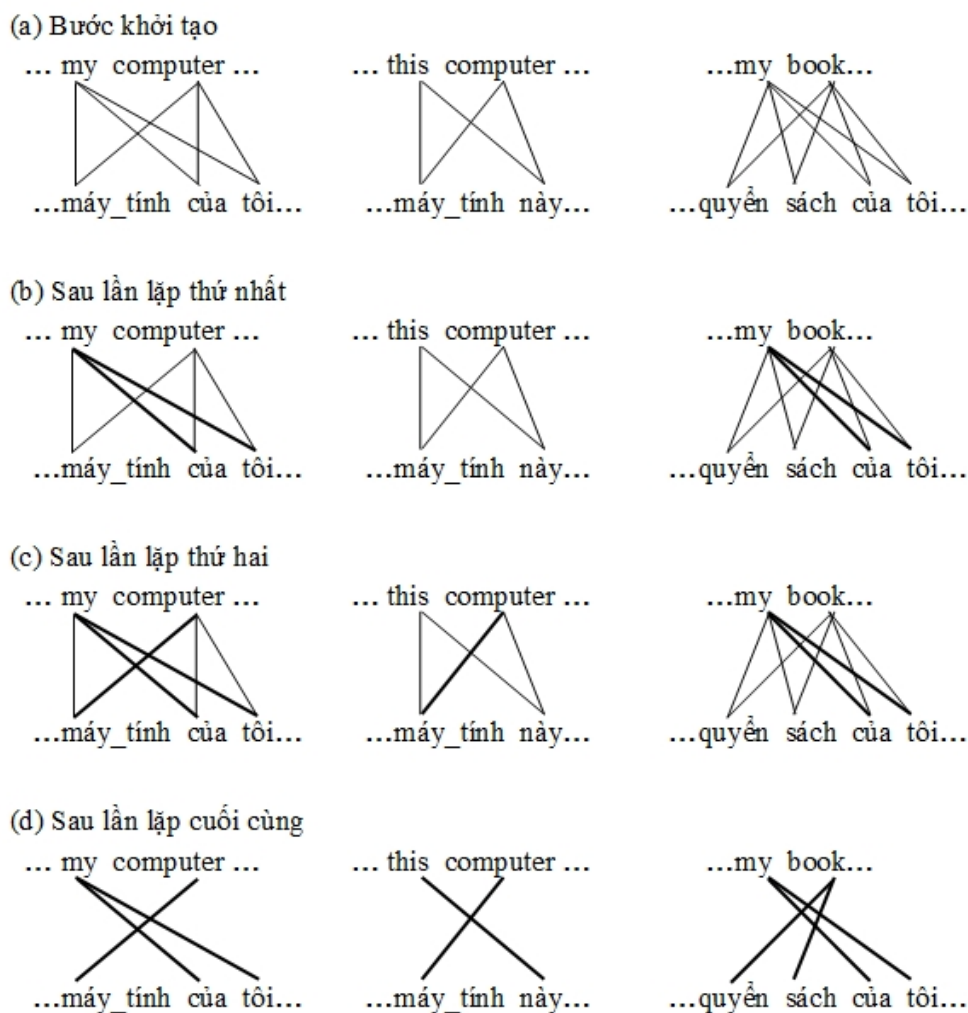 (a) Bước khởi tạo
… my computer … … this computer … …my book…
…máy_tính của tôi… …máy_tính này… …quyển sách của tôi…
(b) Sau lần lặp thứ nhất
… my computer … … this computer … …my book…
…máy_tính của tôi… …máy_tính này… …quyển sách của tôi…
(c) Sau lần lặp thứ hai
… my computer … … this computer … …my book…
…máy_tính của tôi… …máy_tính này… …quyển sách của tôi…
(d) Sau lần lặp cuối cùng
… my computer … … this computer … …my book…
…máy_tính của tôi… …máy_tính này… …quyển sách của tôi…